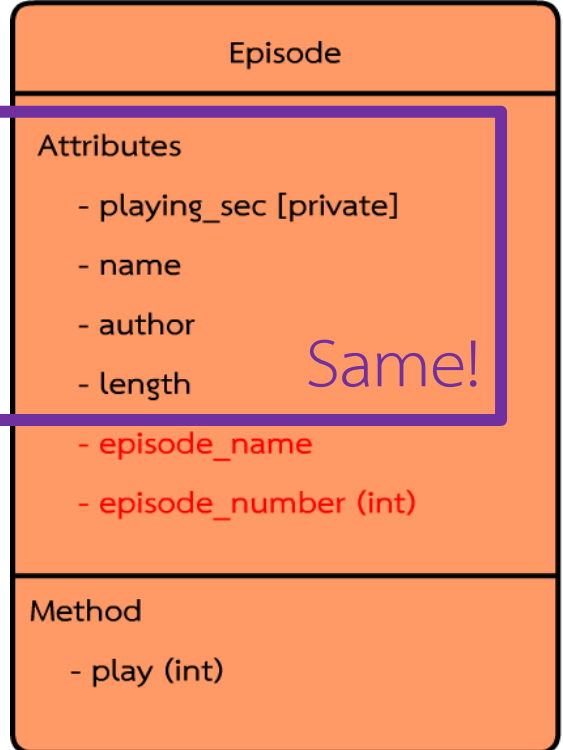 Episode
Attributes
- playing_sec [private]
- name
- author
- length
Same!
- episode_name
- episode_number (int)
Method
- play (int)